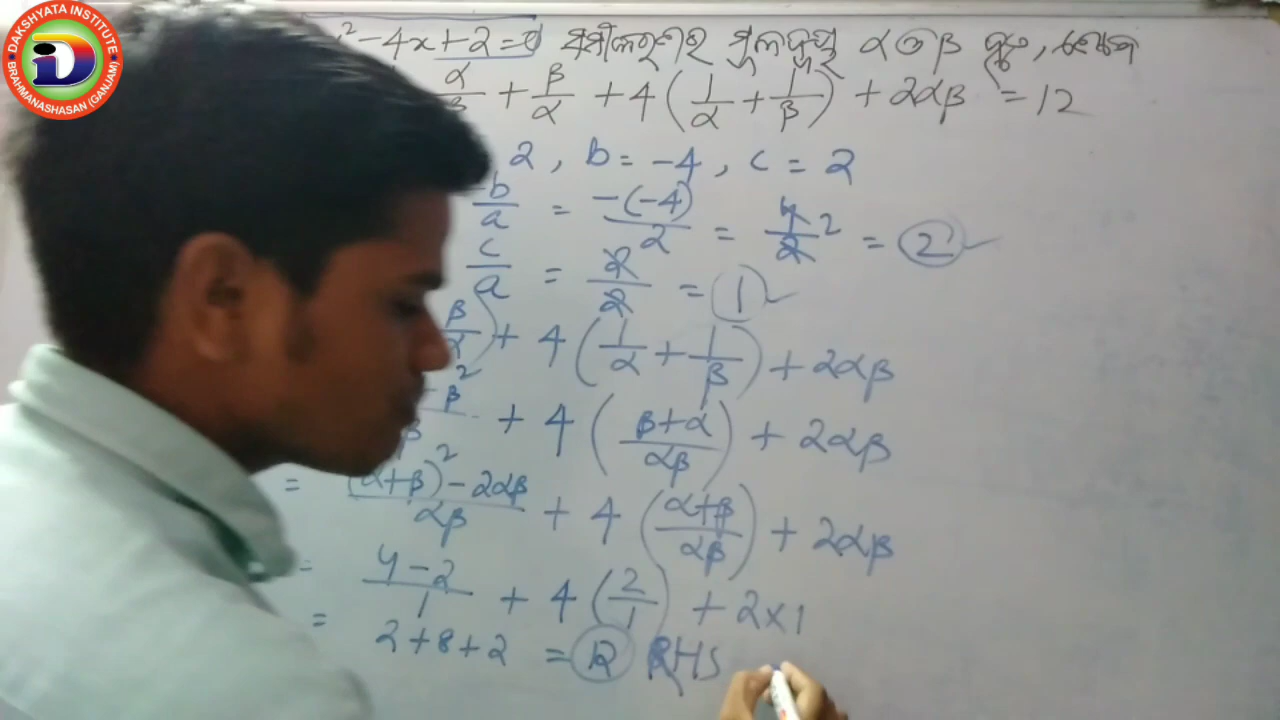 DAKSHYATA INSTITUTE
BRAHMANASHASAN (GANJAM)
² - 4x + 2 = 0 ସମୀକରଣର ମୂଳଦ୍ୱୟ α ଓ β ହୁଏ,
α/β + β/α + 4 (1/α + 1/β) + 2αβ = 12
2 , b = -4 , c = 2
-b/a = -(-4)/2 = 4/2 2 = 2
c/a = 2/2 = 1
β/α) + 4 (1/α + 1/β) + 2αβ
β² + 4 (β+α/αβ) + 2αβ
= (α+β)² - 2αβ/αβ + 4 (α+β/αβ) + 2αβ
= 4-2/1 + 4 (2/1) + 2×1
= 2+8+2 = 12 RHS